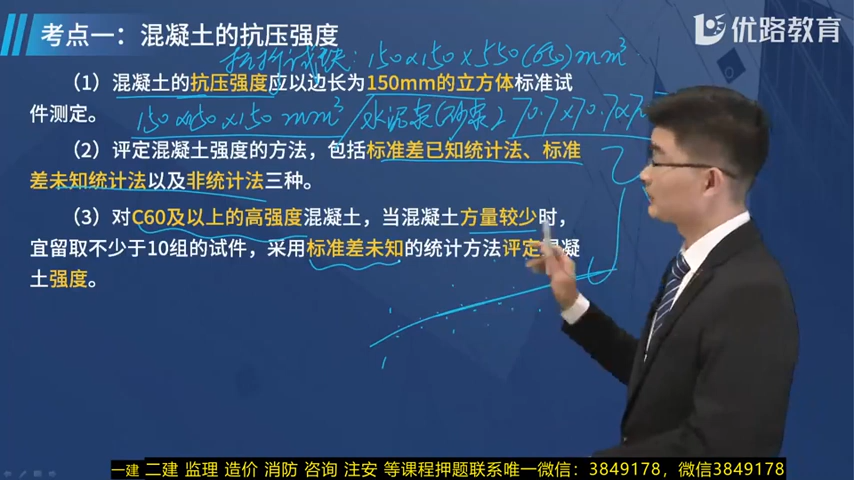 考点一：混凝土的抗压强度
优路教育
抗折试块：150×150×550(600)mm³
（1）混凝土的抗压强度应以边长为150mm的立方体标准试
件测定。
150×150×150mm³/水泥浆(砂浆) 70.7×70.7×7
（2）评定混凝土强度的方法，包括标准差已知统计法、标准
差未知统计法以及非统计法三种。
（3）对C60及以上的高强度混凝土，当混凝土方量较少时，
宜留取不少于10组的试件，采用标准差未知的统计方法评定混凝
土强度。
一建 二建 监理 造价 消防 咨询 注安 等课程押题联系唯一微信：3849178，微信3849178